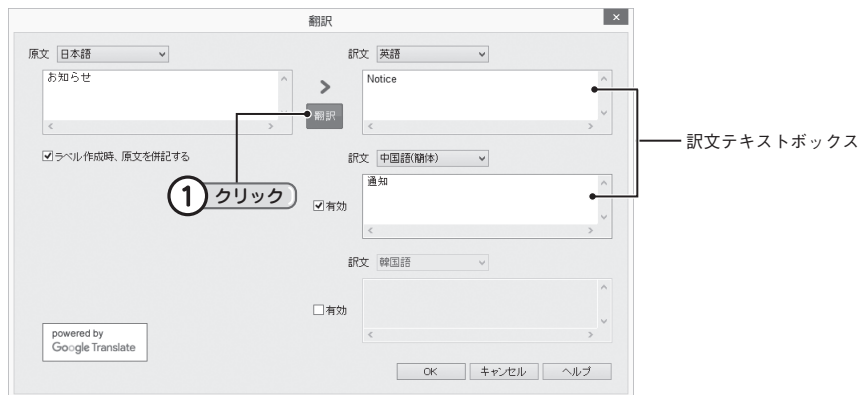 翻訳
原文 日本語
訳文 英語
お知らせ
Notice
翻訳
訳文テキストボックス
ラベル作成時、原文を併記する
訳文 中国語(簡体)
① クリック
有効
通知
訳文 韓国語
有効
powered by
Google Translate
OK キャンセル ヘルプ